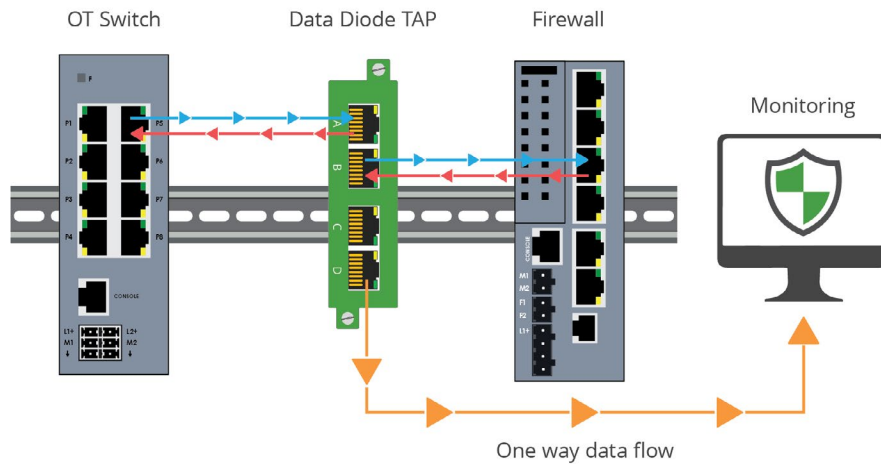 OT Switch
Data Diode TAP
Firewall
Monitoring
F
P1
P5
P2
P6
P3
P7
P4
P8
CONSOLE
L1+
L2+
M1
M2
A
B
C
D
CONSOLE
M1
M2
F1
F2
L1+
One way data flow